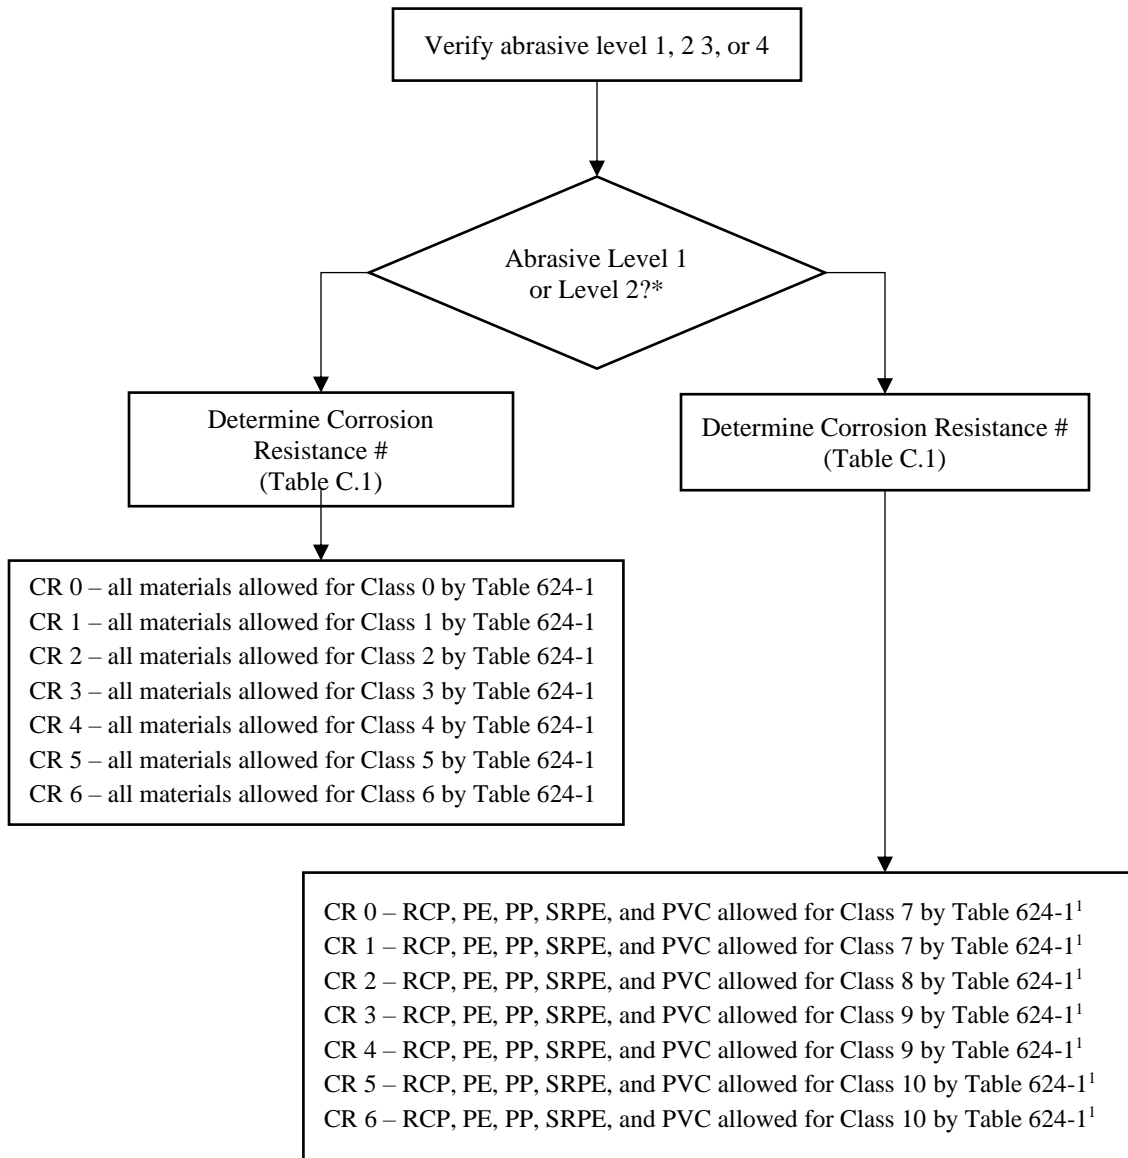 Verify abrasive level 1, 2 3, or 4
Abrasive Level 1
or Level 2?*
Determine Corrosion
Resistance #
(Table C.1)
Determine Corrosion Resistance #
(Table C.1)
CR 0 – all materials allowed for Class 0 by Table 624-1
CR 1 – all materials allowed for Class 1 by Table 624-1
CR 2 – all materials allowed for Class 2 by Table 624-1
CR 3 – all materials allowed for Class 3 by Table 624-1
CR 4 – all materials allowed for Class 4 by Table 624-1
CR 5 – all materials allowed for Class 5 by Table 624-1
CR 6 – all materials allowed for Class 6 by Table 624-1
CR 0 – RCP, PE, PP, SRPE, and PVC allowed for Class 7 by Table 624-1¹
CR 1 – RCP, PE, PP, SRPE, and PVC allowed for Class 7 by Table 624-1¹
CR 2 – RCP, PE, PP, SRPE, and PVC allowed for Class 8 by Table 624-1¹
CR 3 – RCP, PE, PP, SRPE, and PVC allowed for Class 9 by Table 624-1¹
CR 4 – RCP, PE, PP, SRPE, and PVC allowed for Class 9 by Table 624-1¹
CR 5 – RCP, PE, PP, SRPE, and PVC allowed for Class 10 by Table 624-1¹
CR 6 – RCP, PE, PP, SRPE, and PVC allowed for Class 10 by Table 624-1¹